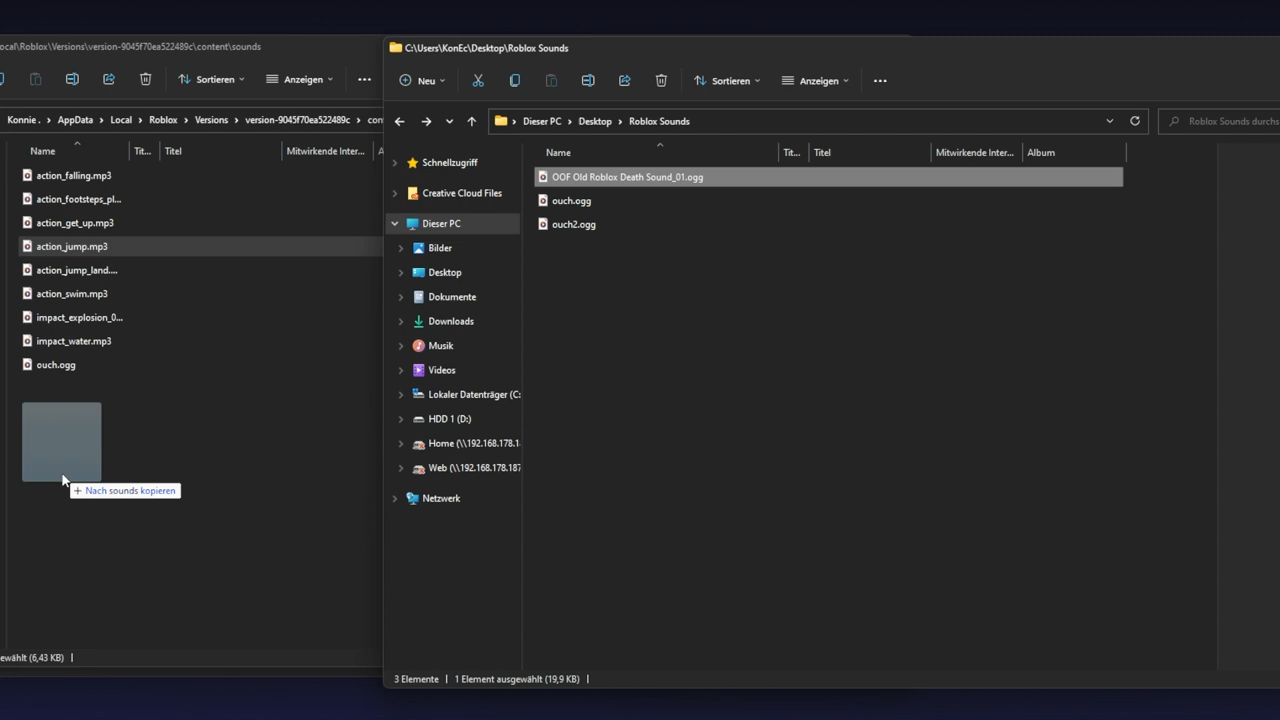 ocal\Roblox\Versions\version-9045f70ea522489c\content\sounds
Sortieren
Anzeigen
Konnie .
AppData
Local
Roblox
Versions
version-9045f70ea522489c
con
Name
Tit...
Titel
Mitwirkende Inter...
A
action_falling.mp3
action_footsteps_pl...
action_get_up.mp3
action_jump.mp3
action_jump_land....
action_swim.mp3
impact_explosion_0...
impact_water.mp3
ouch.ogg
+ Nach sounds kopieren
ewählt (6,43 KB)
C:\Users\KonEc\Desktop\Roblox Sounds
Neu
Sortieren
Anzeigen
Dieser PC
Desktop
Roblox Sounds
Roblox Sounds durchs
Schnellzugriff
Creative Cloud Files
Dieser PC
Bilder
Desktop
Dokumente
Downloads
Musik
Videos
Lokaler Datenträger (C:
HDD 1 (D:)
Home (\\192.168.178.1
Web (\\192.168.178.187
Netzwerk
Name
Tit...
Titel
Mitwirkende Inter...
Album
OOF Old Roblox Death Sound_01.ogg
ouch.ogg
ouch2.ogg
3 Elemente
1 Element ausgewählt (19,9 KB)